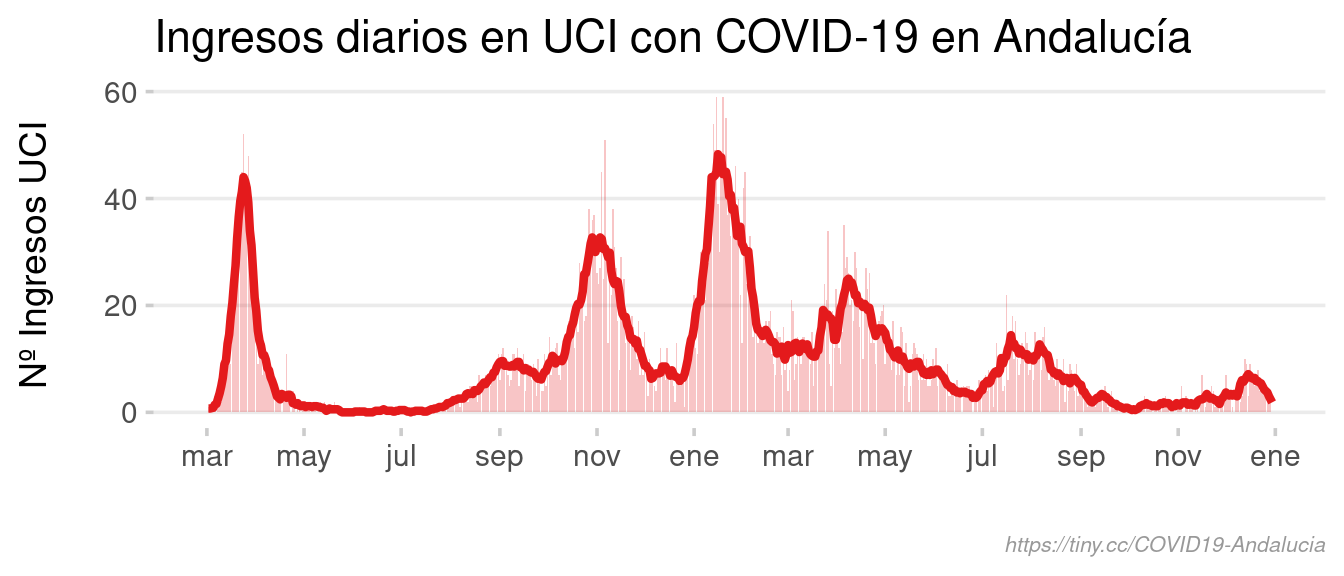 Ingresos diarios en UCI con COVID-19 en Andalucía
Nº Ingresos UCI
60
40
20
0
mar may jul sep nov ene mar may jul sep nov ene
https://tiny.cc/COVID19-Andalucia